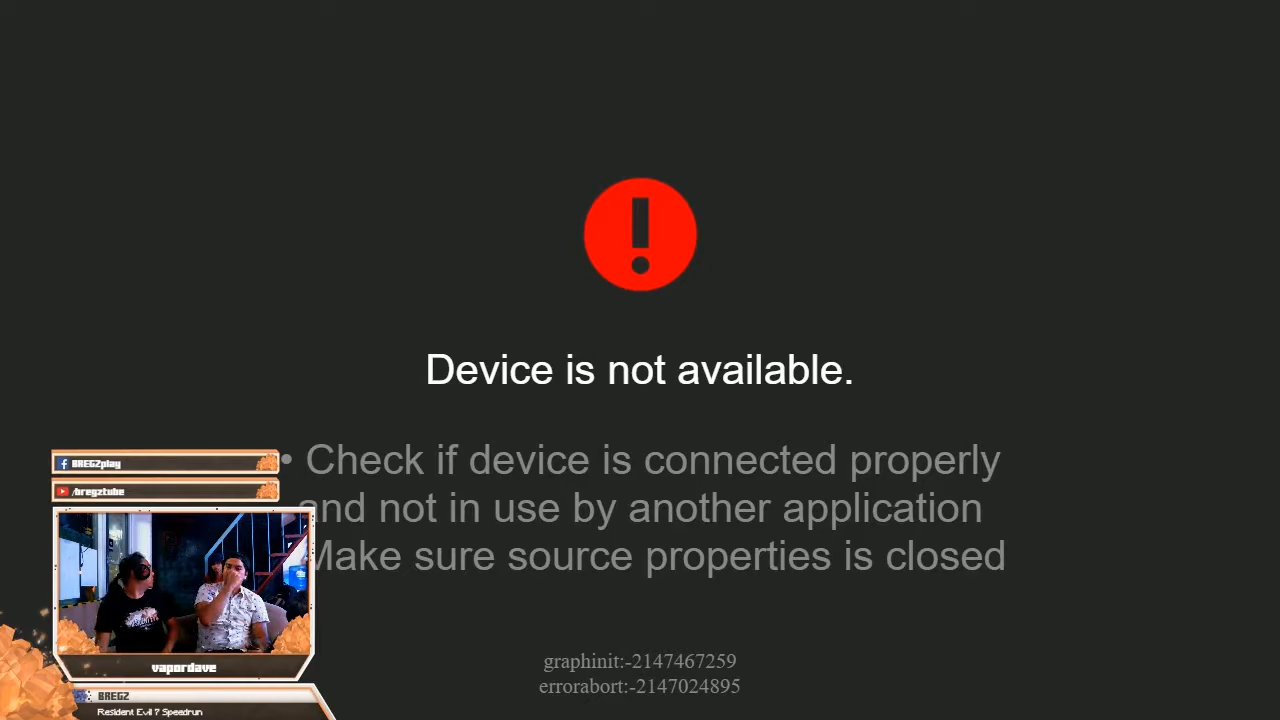 Device is not available.
• Check if device is connected properly
and not in use by another application
Make sure source properties is closed
graphinit:-2147467259
errorabort:-2147024895
BREGZplay
/bregztube
vapordave
BREGZ
Resident Evil 7 Speedrun